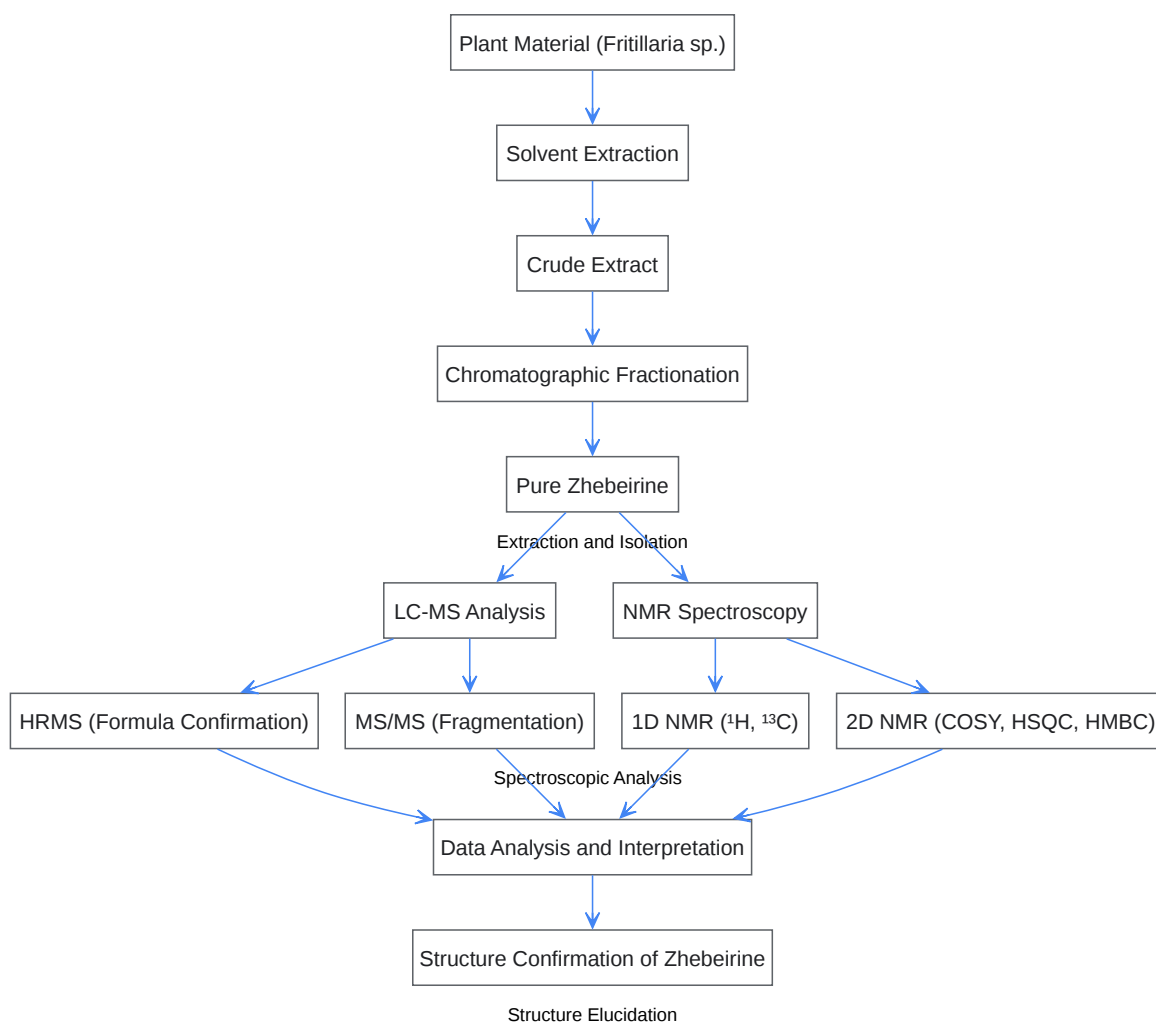 Plant Material (Fritillaria sp.)
Solvent Extraction
Crude Extract
Chromatographic Fractionation
Pure Zhebeirine
Extraction and Isolation
LC-MS Analysis
NMR Spectroscopy
HRMS (Formula Confirmation)
MS/MS (Fragmentation)
1D NMR (¹H, ¹³C)
2D NMR (COSY, HSQC, HMBC)
Spectroscopic Analysis
Data Analysis and Interpretation
Structure Confirmation of Zhebeirine
Structure Elucidation